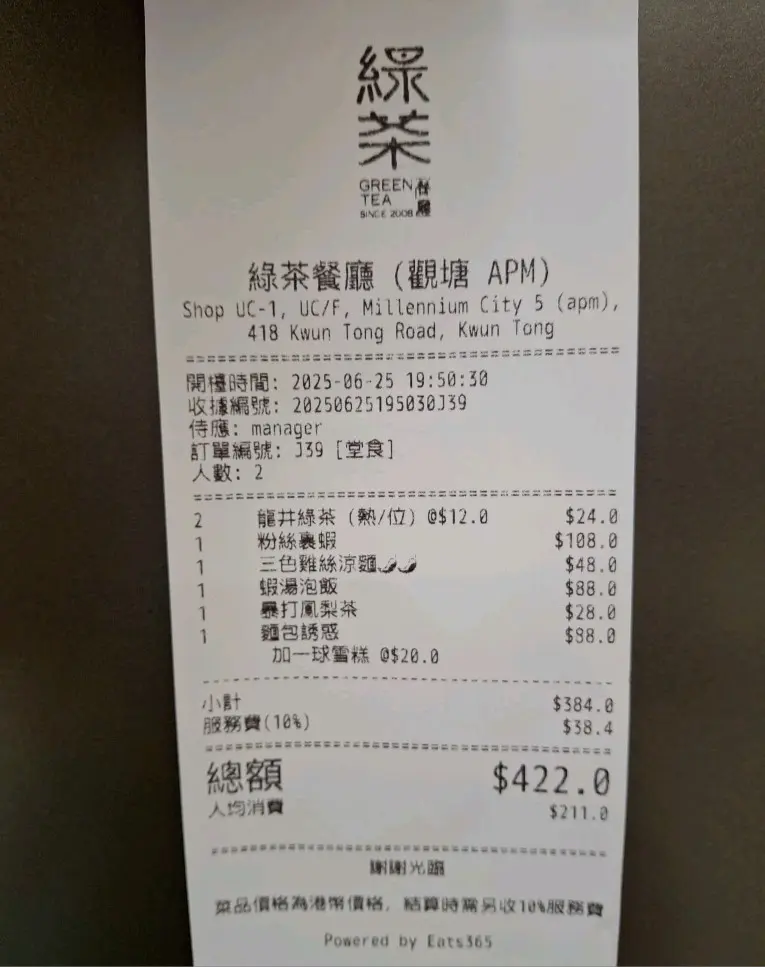 綠茶
GREEN TEA 餐廳
SINCE 2008
綠茶餐廳 (觀塘 APM)
Shop UC-1, UC/F, Millennium City 5 (apm),
418 Kwun Tong Road, Kwun Tong
開檯時間: 2025-06-25 19:50:30
收據編號: 20250625195030J39
侍應: manager
訂單編號: J39 [堂食]
人數: 2
2 龍井綠茶 (熱/位) @$12.0 $24.0
1 粉絲裹蝦 $108.0
1 三色雞絲涼麵🌶🌶 $48.0
1 蝦湯泡飯 $88.0
1 暴打鳳梨茶 $28.0
1 麵包誘惑 $88.0
加一球雪糕 @$20.0
小計 $384.0
服務費(10%) $38.4
總額 $422.0
人均消費 $211.0
謝謝光臨
菜品價格為港幣價格, 結算時需另收10%服務費
Powered by Eats365